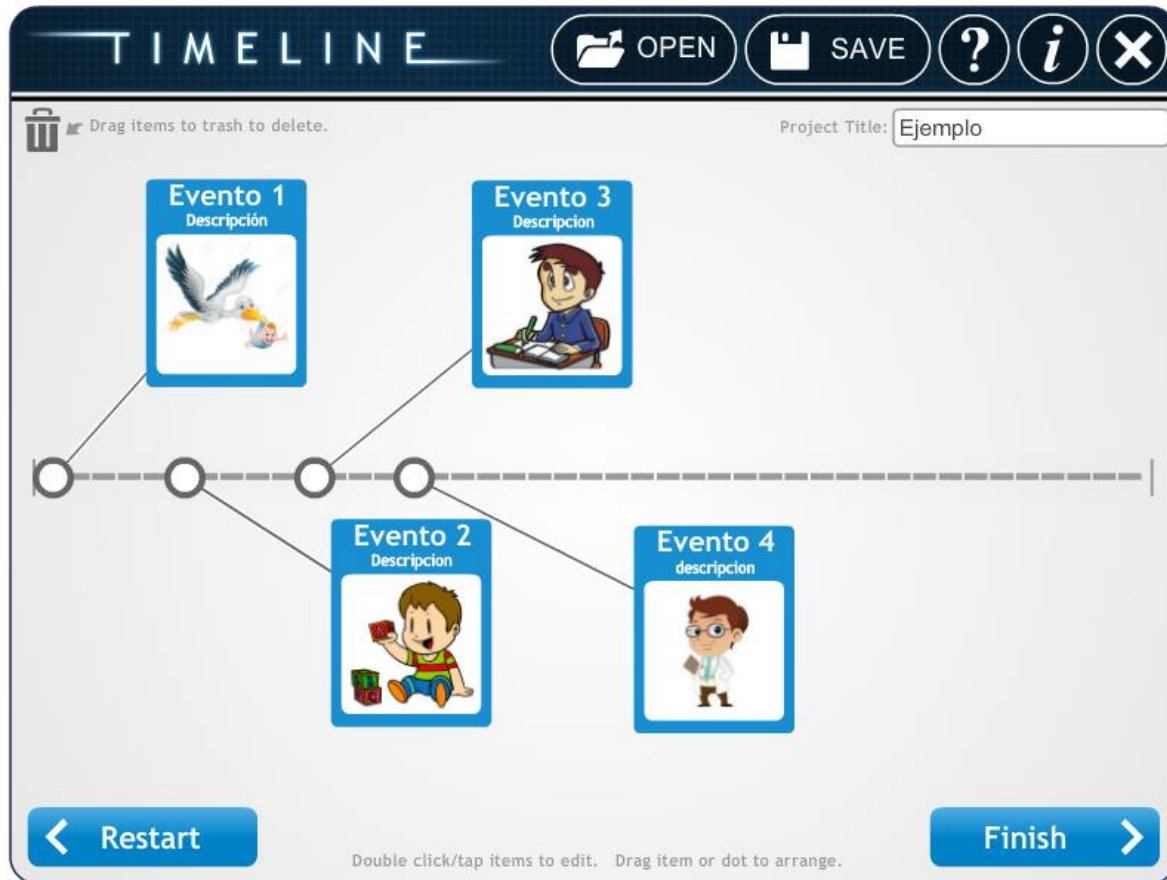 TIMELINE
OPEN
SAVE
?
i
Drag items to trash to delete.
Project Title: Ejemplo
Evento 1
Descripción
Evento 3
Descripcion
Evento 2
Descripcion
Evento 4
descripcion
Restart
Finish
Double click/tap items to edit. Drag item or dot to arrange.